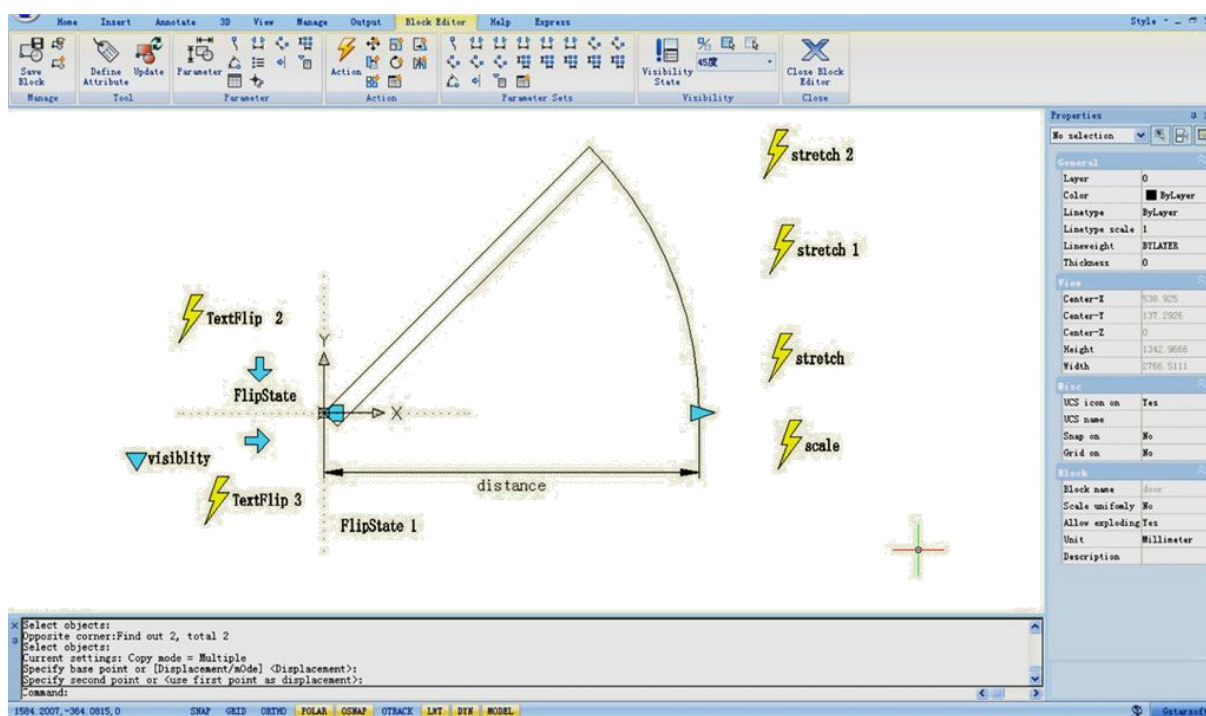 Home Insert Annotate 3D View Manage Output Block Editor Help Express Style
Save Block
Define Attribute
Update
Parameter
Action
Visibility State
45度
Close Block Editor
Manage Tool Parameter Action Parameter Sets Visibility Close
Properties
No selection
General
Layer 0
Color ByLayer
Linetype ByLayer
Linetype scale 1
Lineweight BYLAYER
Thickness 0
View
Center-X 538.925
Center-Y 137.2926
Center-Z 0
Height 1342.9666
Width 2766.5111
Misc
UCS icon on Yes
UCS name
Snap on No
Grid on No
Block
Block name door
Scale unifomly No
Allow exploding Yes
Unit Millimeter
Description
stretch 2
stretch 1
TextFlip 2
Y
stretch
FlipState
X
scale
visiblity
distance
TextFlip 3
FlipState 1
Select objects:
Opposite corner:Find out 2, total 2
Select objects:
Current settings: Copy mode = Multiple
Specify base point or [Displacement/mOde] <Displacement>:
Specify second point or <use first point as displacement>:
Command:
1584.2007,-364.0815,0 SNAP GRID ORTHO POLAR OSNAP OTRACK LWT DYN MODEL Gstarsoft